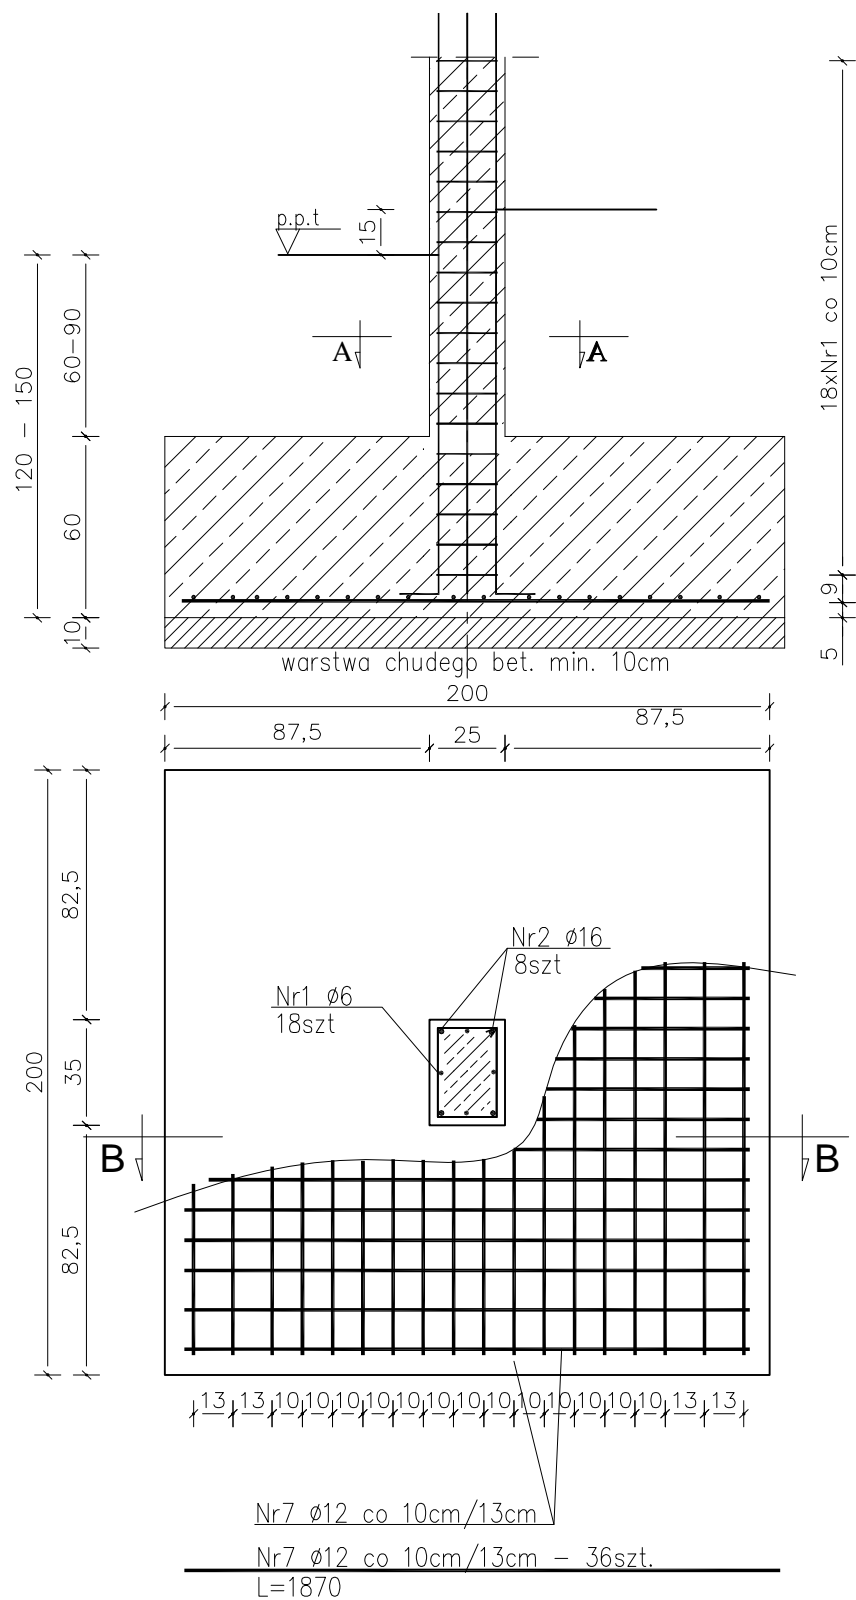 p.p.t
15
18xNr1 co 10cm
60-90
A
A
120 - 150
60
9
10
5
warstwa chudego bet. min. 10cm
200
87,5
25
87,5
82,5
Nr2 ø16
8szt
Nr1 ø6
18szt
200
35
B
B
82,5
13 13 10 10 10 10 10 10 10 10 10 10 10 10 10 13 13
Nr7 ø12 co 10cm/13cm
Nr7 ø12 co 10cm/13cm - 36szt.
L=1870